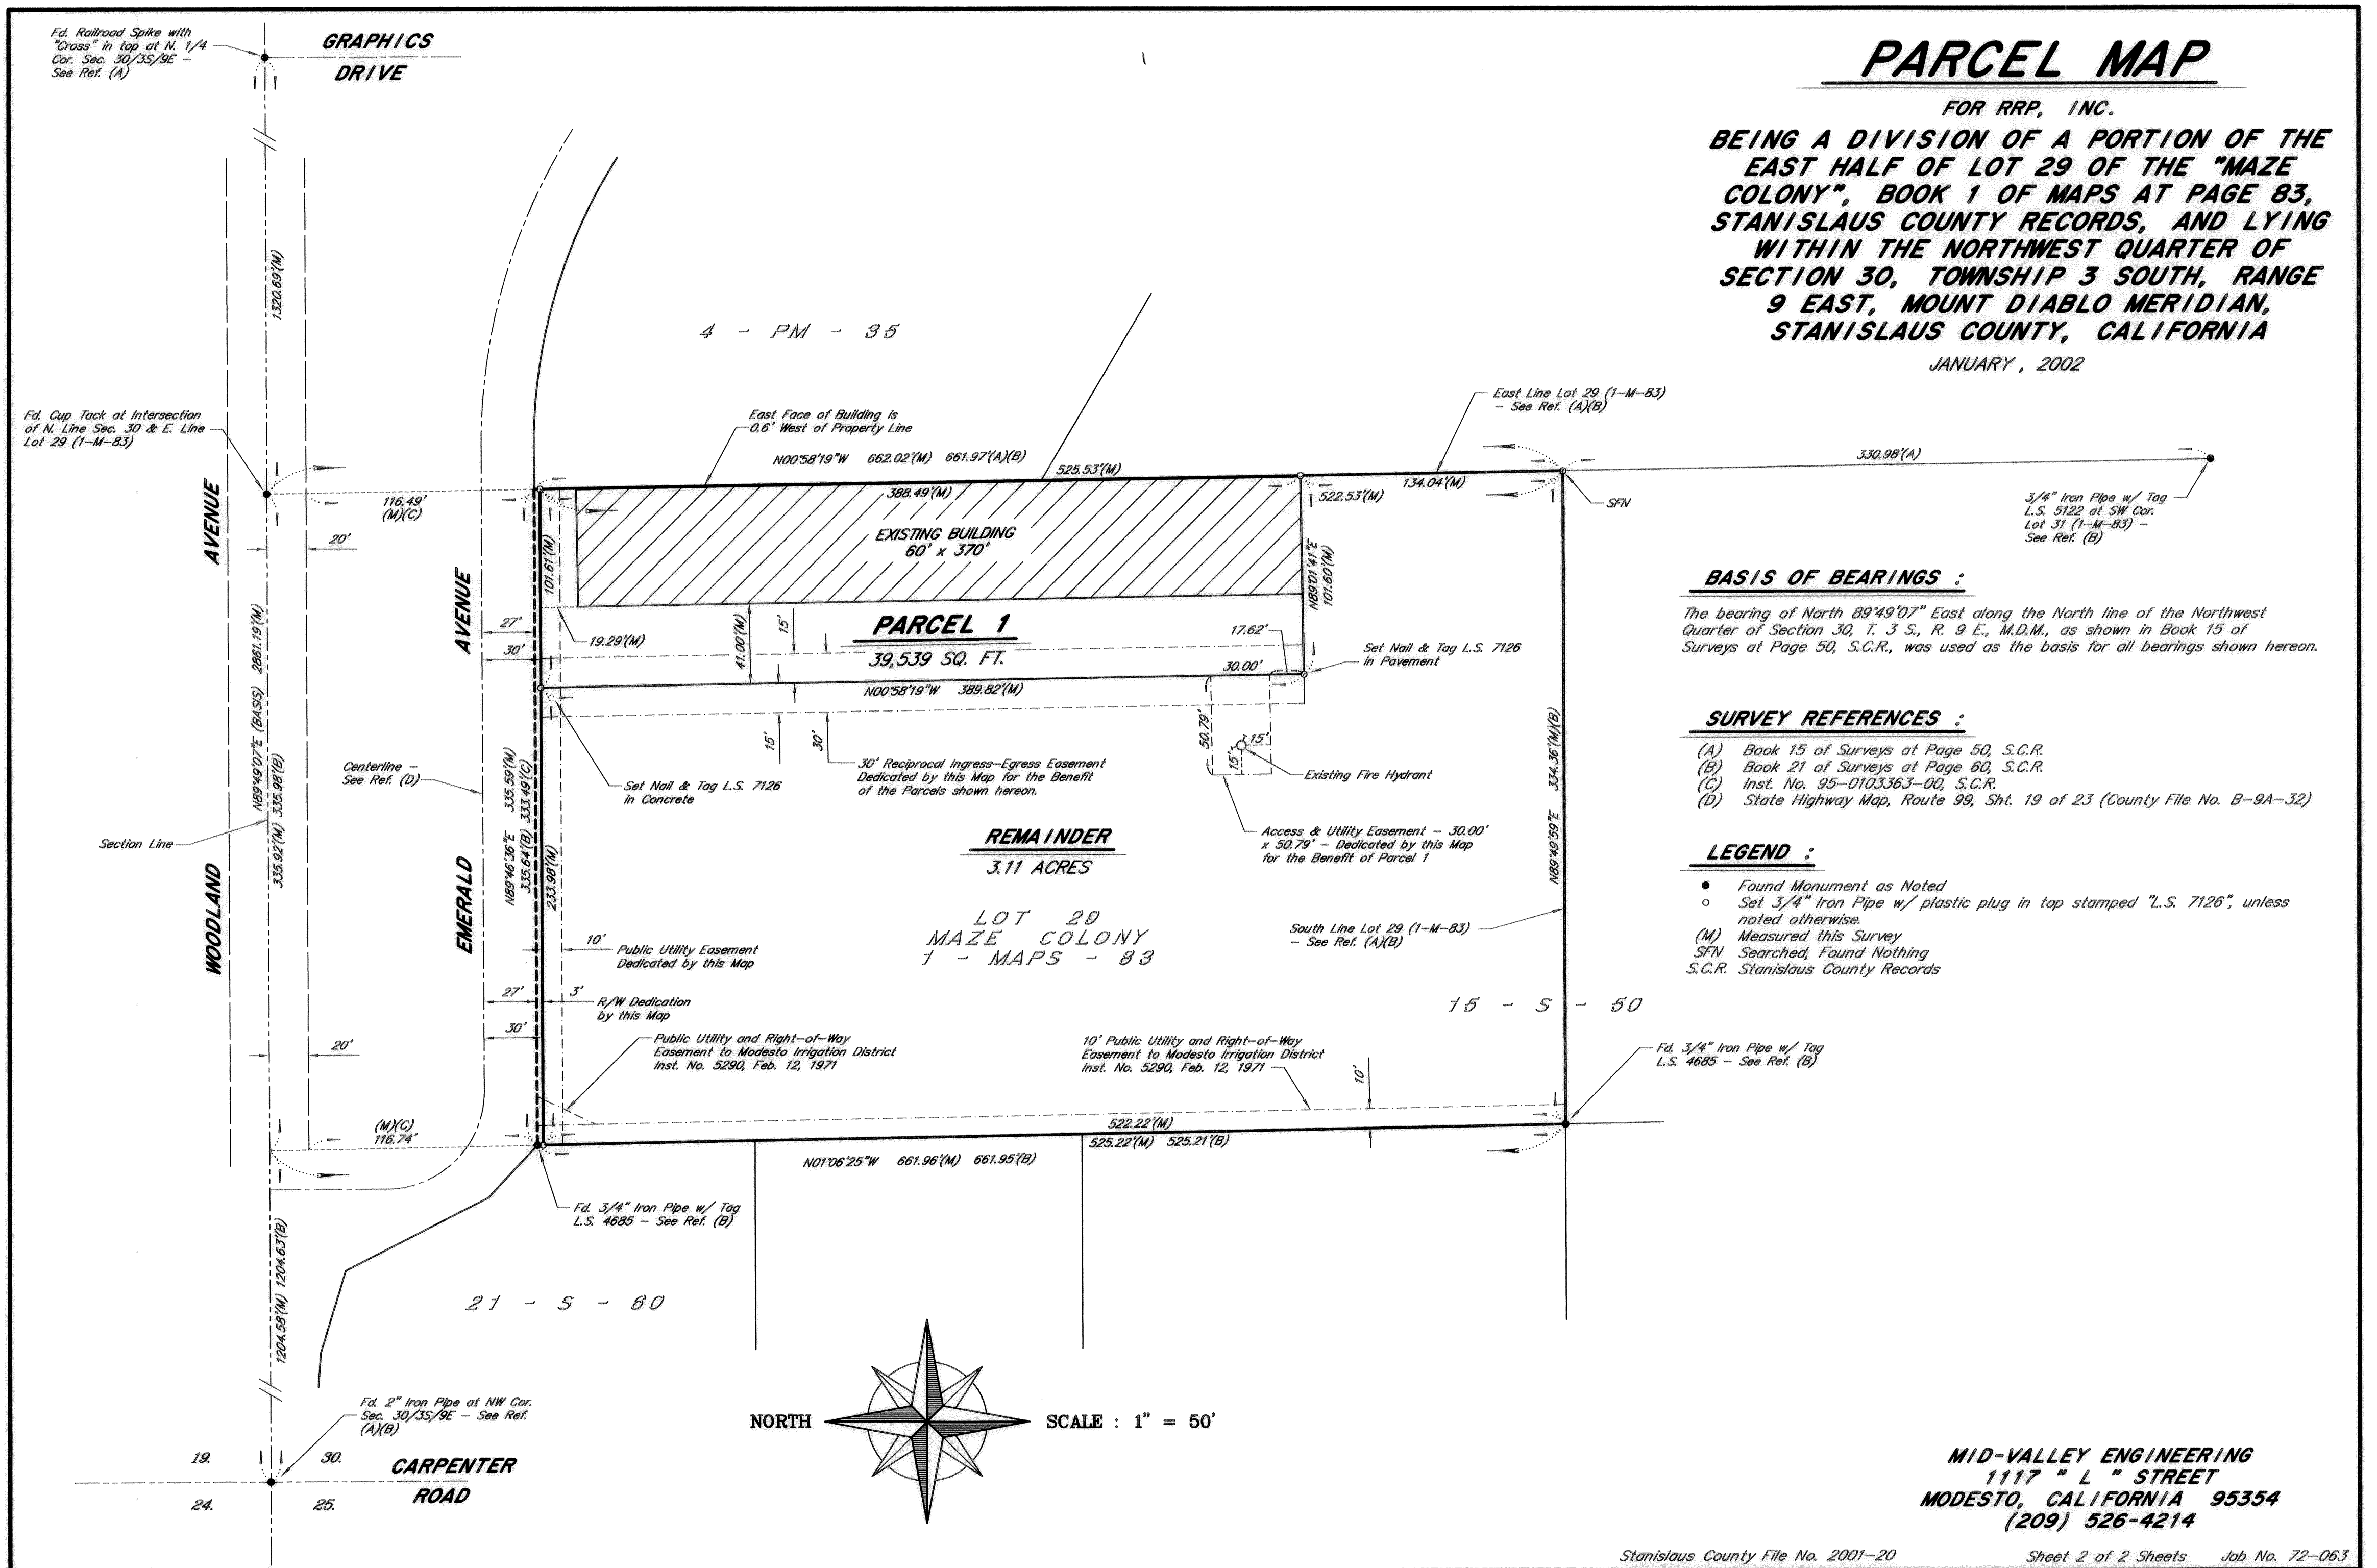 PARCEL MAP
FOR RRP, INC.
BEING A DIVISION OF A PORTION OF THE
EAST HALF OF LOT 29 OF THE "MAZE
COLONY", BOOK 1 OF MAPS AT PAGE 83,
STANISLAUS COUNTY RECORDS, AND LYING
WITHIN THE NORTHWEST QUARTER OF
SECTION 30, TOWNSHIP 3 SOUTH, RANGE
9 EAST, MOUNT DIABLO MERIDIAN,
STANISLAUS COUNTY, CALIFORNIA
JANUARY, 2002
Fd. Railroad Spike with
"Cross" in top at N. 1/4
Cor. Sec. 30/3S/9E –
See Ref. (A)
GRAPHICS
DRIVE
1320.69'(M)
4 - PM - 35
Fd. Cup Tack at Intersection
of N. Line Sec. 30 & E. Line
Lot 29 (1-M-83)
East Face of Building is
0.6' West of Property Line
East Line Lot 29 (1-M-83)
– See Ref. (A)(B)
N00°58'19"W 662.02'(M) 661.97'(A)(B)
525.53'(M)
330.98'(A)
116.49'
(M)(C)
388.49'(M)
522.53'(M)
134.04'(M)
SFN
3/4" Iron Pipe w/ Tag
L.S. 5122 at SW Cor.
Lot 31 (1-M-83) –
See Ref. (B)
AVENUE
20'
EXISTING BUILDING
60' x 370'
101.61'(M)
N89°01'41"E
101.60'(M)
AVENUE
27'
30'
19.29'(M)
41.00'(M)
15'
PARCEL 1
39,539 SQ. FT.
17.62'
30.00'
Set Nail & Tag L.S. 7126
in Pavement
N00°58'19"W 389.82'(M)
BASIS OF BEARINGS :
The bearing of North 89°49'07" East along the North line of the Northwest
Quarter of Section 30, T. 3 S., R. 9 E., M.D.M., as shown in Book 15 of
Surveys at Page 50, S.C.R., was used as the basis for all bearings shown hereon.
N89°49'07"E (BASIS) 2861.19'(M)
335.92'(M) 335.98'(B)
Centerline –
See Ref. (D)
Section Line
WOODLAND
EMERALD
N89°46'36"E 335.59'(M)
335.64'(B) 333.49'(C)
233.98'(M)
Set Nail & Tag L.S. 7126
in Concrete
15'
30'
30' Reciprocal Ingress-Egress Easement
Dedicated by this Map for the Benefit
of the Parcels shown hereon.
50.79'
15'
15'
Existing Fire Hydrant
Access & Utility Easement – 30.00'
x 50.79' – Dedicated by this Map
for the Benefit of Parcel 1
N89°49'59"E 334.36'(M)(B)
SURVEY REFERENCES :
(A) Book 15 of Surveys at Page 50, S.C.R.
(B) Book 21 of Surveys at Page 60, S.C.R.
(C) Inst. No. 95-0103363-00, S.C.R.
(D) State Highway Map, Route 99, Sht. 19 of 23 (County File No. B-9A-32)
REMAINDER
3.11 ACRES
LOT 29
MAZE COLONY
1 - MAPS - 83
South Line Lot 29 (1-M-83)
– See Ref. (A)(B)
LEGEND :
Found Monument as Noted
Set 3/4" Iron Pipe w/ plastic plug in top stamped "L.S. 7126", unless
noted otherwise.
(M) Measured this Survey
SFN Searched, Found Nothing
S.C.R. Stanislaus County Records
10'
Public Utility Easement
Dedicated by this Map
27'
3'
R/W Dedication
by this Map
30'
20'
15 - S - 50
Public Utility and Right-of-Way
Easement to Modesto Irrigation District
Inst. No. 5290, Feb. 12, 1971
10' Public Utility and Right-of-Way
Easement to Modesto Irrigation District
Inst. No. 5290, Feb. 12, 1971
10'
Fd. 3/4" Iron Pipe w/ Tag
L.S. 4685 – See Ref. (B)
(M)(C)
116.74'
522.22'(M)
525.22'(M) 525.21'(B)
N01°06'25"W 661.96'(M) 661.95'(B)
Fd. 3/4" Iron Pipe w/ Tag
L.S. 4685 – See Ref. (B)
1204.58'(M) 1204.63'(B)
21 - S - 60
Fd. 2" Iron Pipe at NW Cor.
Sec. 30/3S/9E – See Ref.
(A)(B)
NORTH
SCALE : 1" = 50'
19.
30.
24.
25.
CARPENTER
ROAD
MID-VALLEY ENGINEERING
1117 " L " STREET
MODESTO, CALIFORNIA 95354
(209) 526-4214
Stanislaus County File No. 2001-20 Sheet 2 of 2 Sheets Job No. 72-063